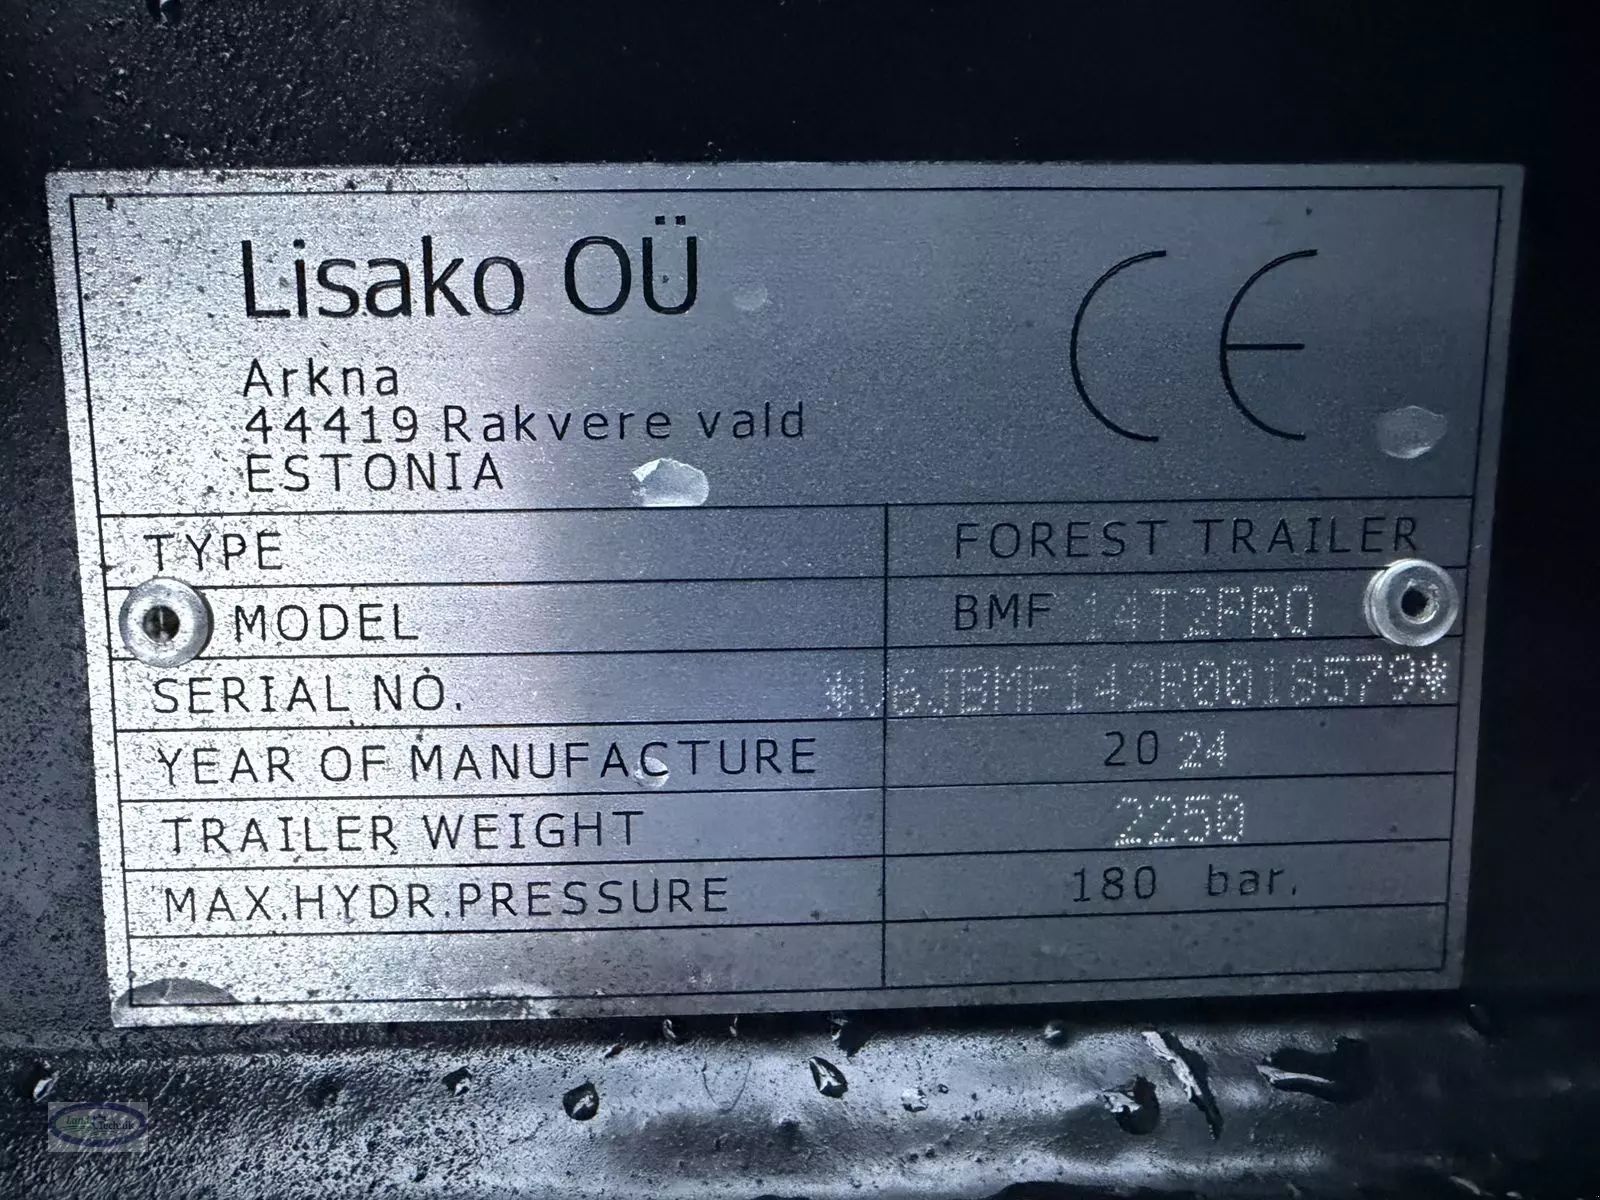 Lisako OÜ
CE
Arkna
44419 Rakvere vald
ESTONIA
TYPE FOREST TRAILER
MODEL BMF 14T2PRO
SERIAL NO. *U6JBMF142R0018579*
YEAR OF MANUFACTURE 2024
TRAILER WEIGHT 2250
MAX.HYDR.PRESSURE 180 bar.